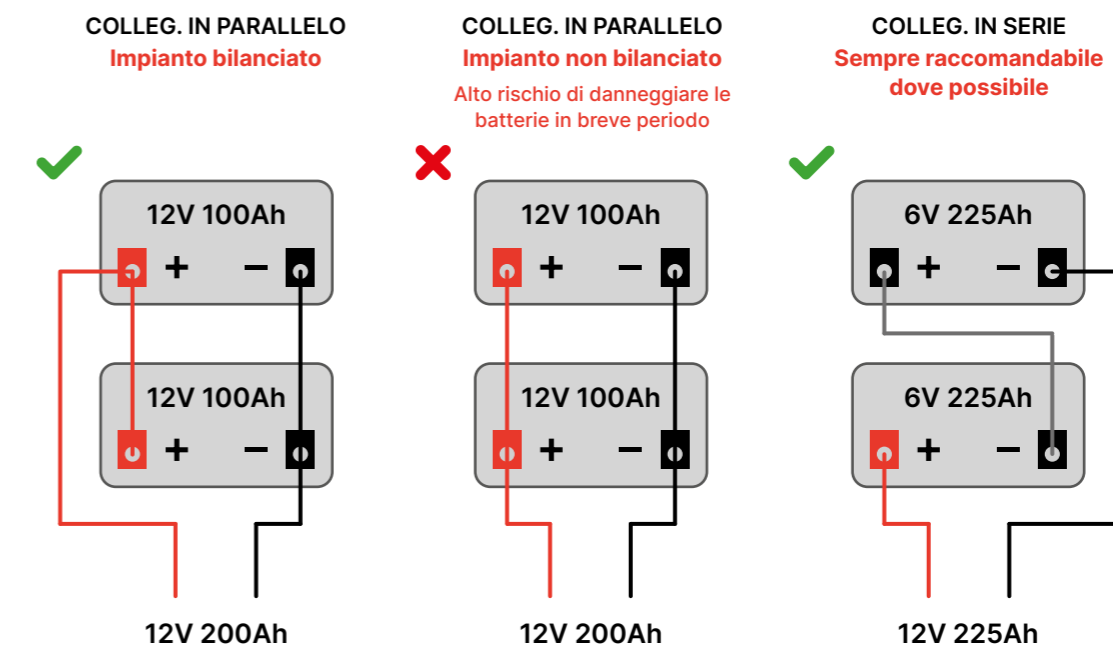 COLLEG. IN PARALLELO
Impianto bilanciato
12V 100Ah
+ −
12V 100Ah
+ −
12V 200Ah
COLLEG. IN PARALLELO
Impianto non bilanciato
Alto rischio di danneggiare le
batterie in breve periodo
12V 100Ah
+ −
12V 100Ah
+ −
12V 200Ah
COLLEG. IN SERIE
Sempre raccomandabile
dove possibile
6V 225Ah
+ −
6V 225Ah
+ −
12V 225Ah